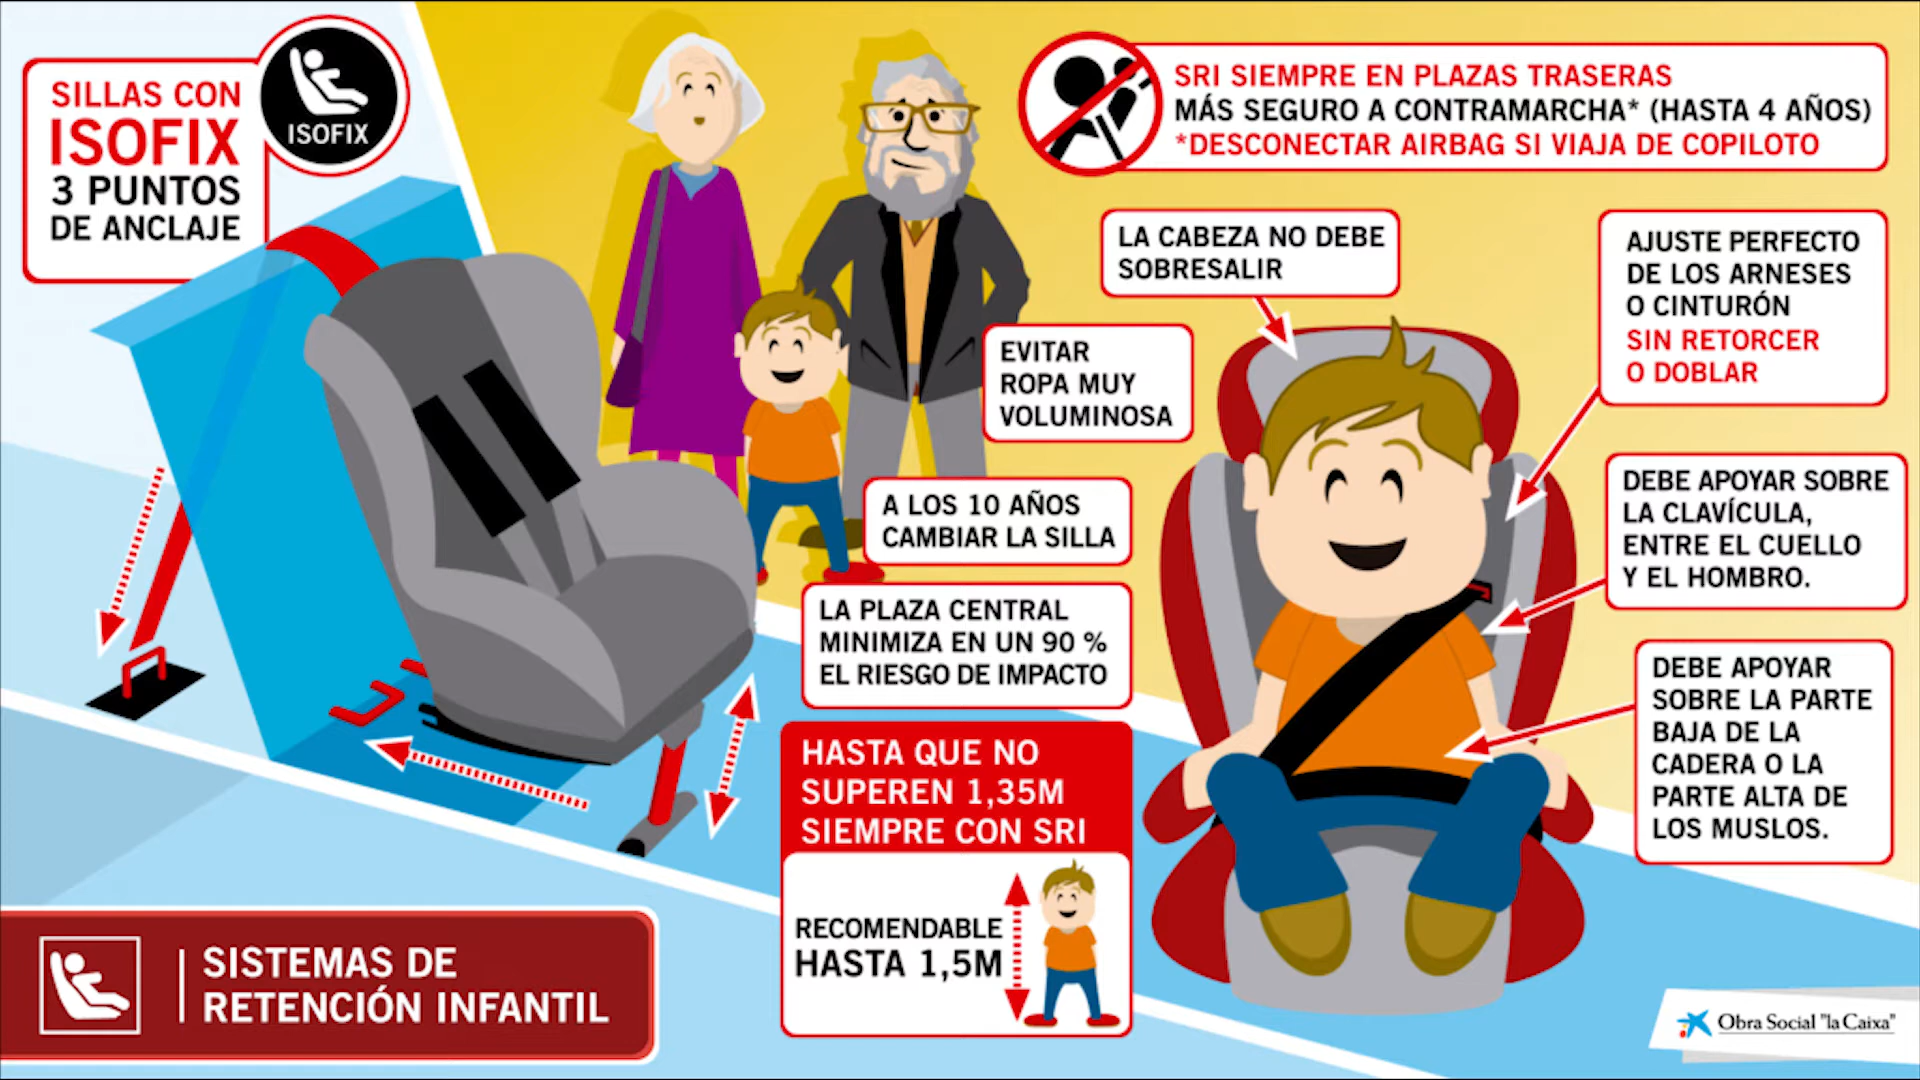 SILLAS CON
ISOFIX
3 PUNTOS
DE ANCLAJE
ISOFIX
SRI SIEMPRE EN PLAZAS TRASERAS
MÁS SEGURO A CONTRAMARCHA* (HASTA 4 AÑOS)
*DESCONECTAR AIRBAG SI VIAJA DE COPILOTO
LA CABEZA NO DEBE
SOBRESALIR
AJUSTE PERFECTO
DE LOS ARNESES
O CINTURÓN
SIN RETORCER
O DOBLAR
EVITAR
ROPA MUY
VOLUMINOSA
A LOS 10 AÑOS
CAMBIAR LA SILLA
DEBE APOYAR SOBRE
LA CLAVÍCULA,
ENTRE EL CUELLO
Y EL HOMBRO.
LA PLAZA CENTRAL
MINIMIZA EN UN 90 %
EL RIESGO DE IMPACTO
DEBE APOYAR
SOBRE LA PARTE
BAJA DE LA
CADERA O LA
PARTE ALTA DE
LOS MUSLOS.
HASTA QUE NO
SUPEREN 1,35M
SIEMPRE CON SRI
RECOMENDABLE
HASTA 1,5M
SISTEMAS DE
RETENCIÓN INFANTIL
Obra Social "la Caixa"